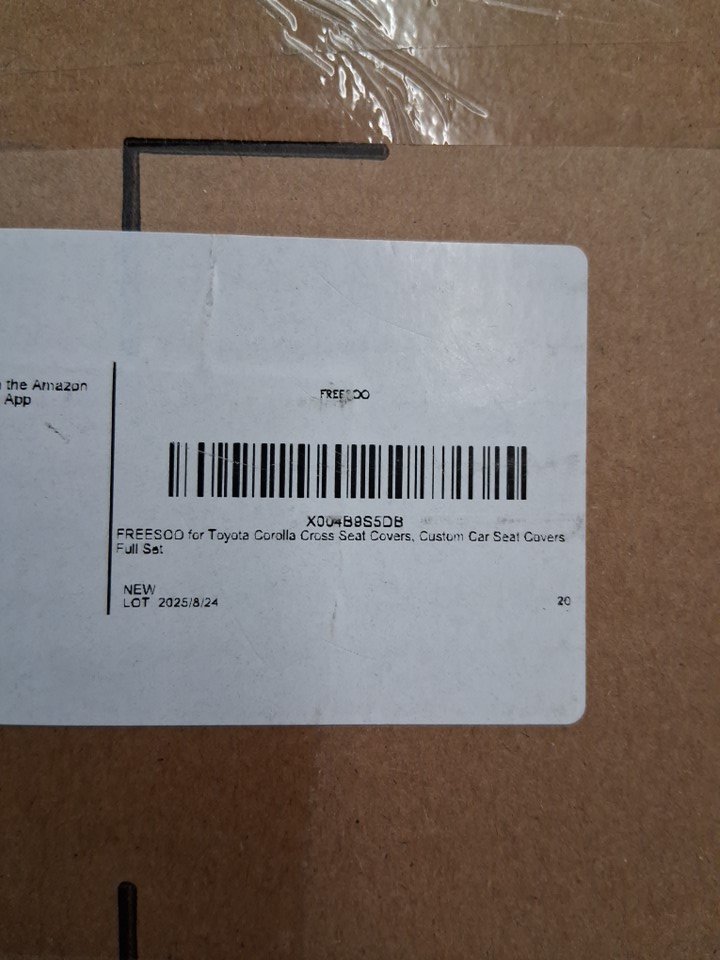 the Amazon
App
FREESOO
X004B9S5DB
FREESOO for Toyota Corolla Cross Seat Covers, Custom Car Seat Covers
Full Set
NEW
LOT 2025/8/24
20